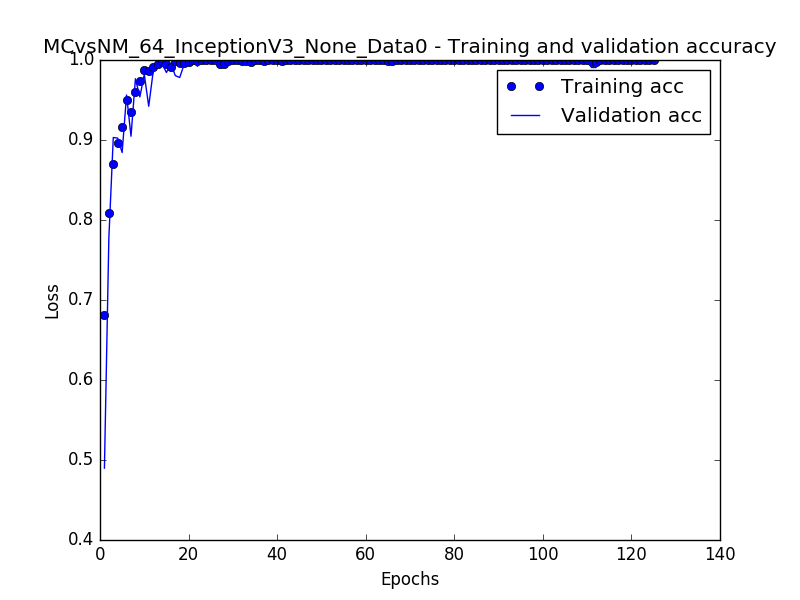 MCvsNM_64_InceptionV3_None_Data0 - Training and validation accuracy
1.0
0.9
0.8
0.7
0.6
0.5
0.4
Loss
Training acc
Validation acc
0 20 40 60 80 100 120 140
Epochs